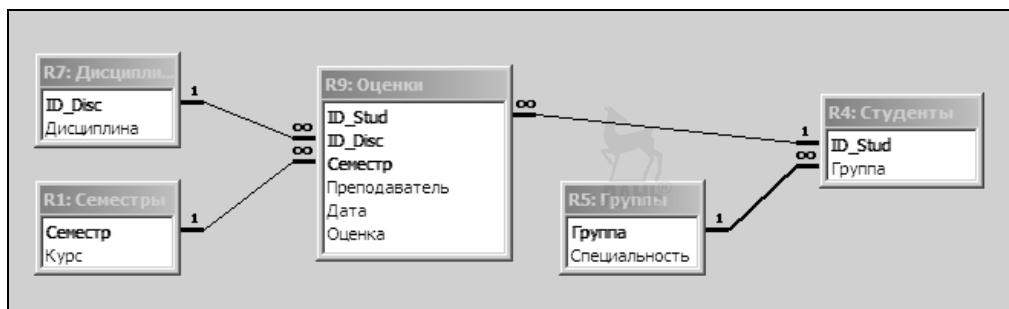 R7: Дисципли...
ID_Disc
Дисциплина
R1: Семестры
Семестр
Курс
R9: Оценки
ID_Stud
ID_Disc
Семестр
Преподаватель
Дата
Оценка
R5: Группы
Группа
Специальность
R4: Студенты
ID_Stud
Группа
1
∞
∞
1
∞
1
∞
1